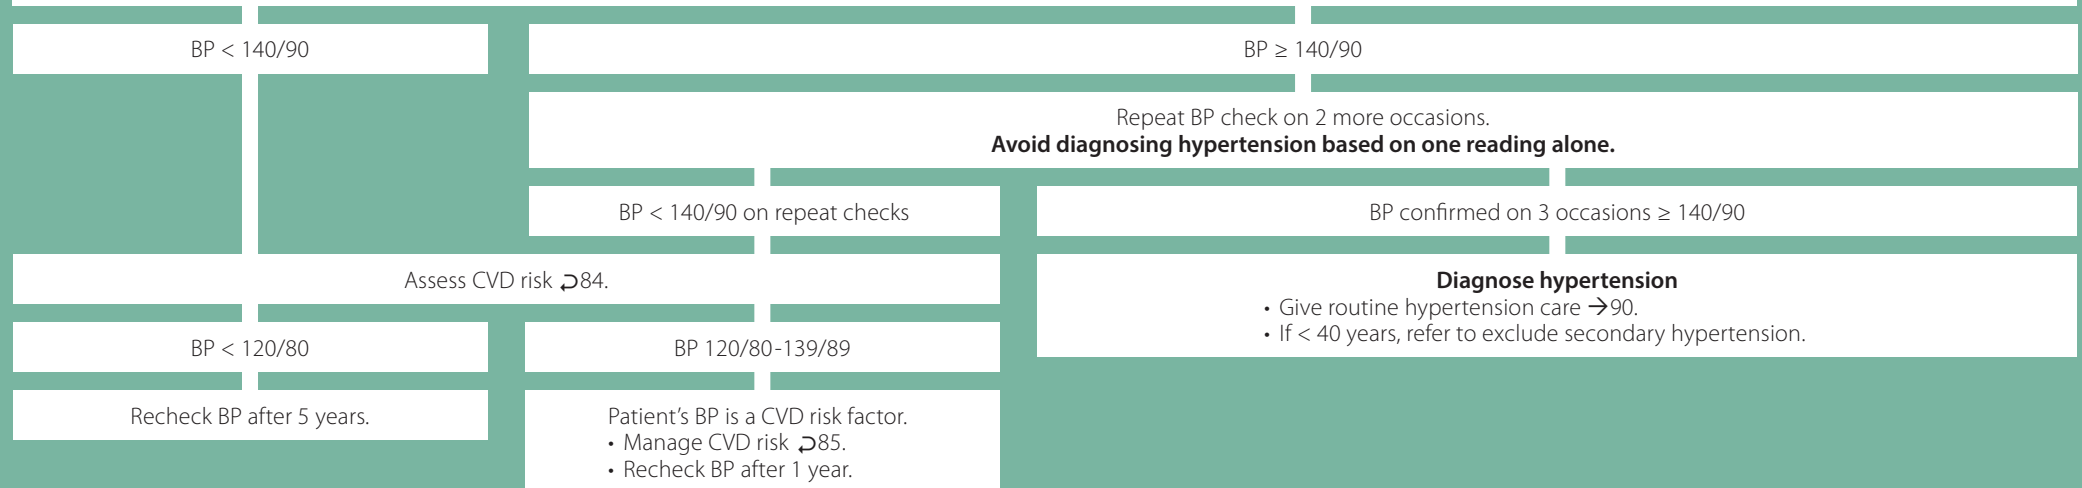 BP < 140/90
BP ≥ 140/90
Repeat BP check on 2 more occasions.
Avoid diagnosing hypertension based on one reading alone.
BP < 140/90 on repeat checks
BP confirmed on 3 occasions ≥ 140/90
Assess CVD risk ⮌84.
Diagnose hypertension
• Give routine hypertension care →90.
• If < 40 years, refer to exclude secondary hypertension.
BP < 120/80
BP 120/80-139/89
Recheck BP after 5 years.
Patient’s BP is a CVD risk factor.
• Manage CVD risk ⮌85.
• Recheck BP after 1 year.